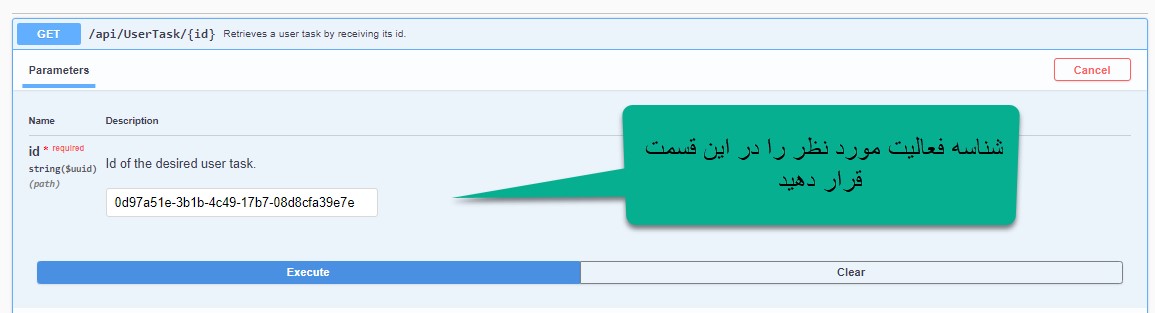 GET /api/UserTask/{id} Retrieves a user task by receiving its id.
Parameters Cancel
Name Description
id * required
string($uuid)
(path)
Id of the desired user task.
0d97a51e-3b1b-4c49-17b7-08d8cfa39e7e
شناسه فعالیت مورد نظر را در این قسمت
قرار دهید
Execute Clear